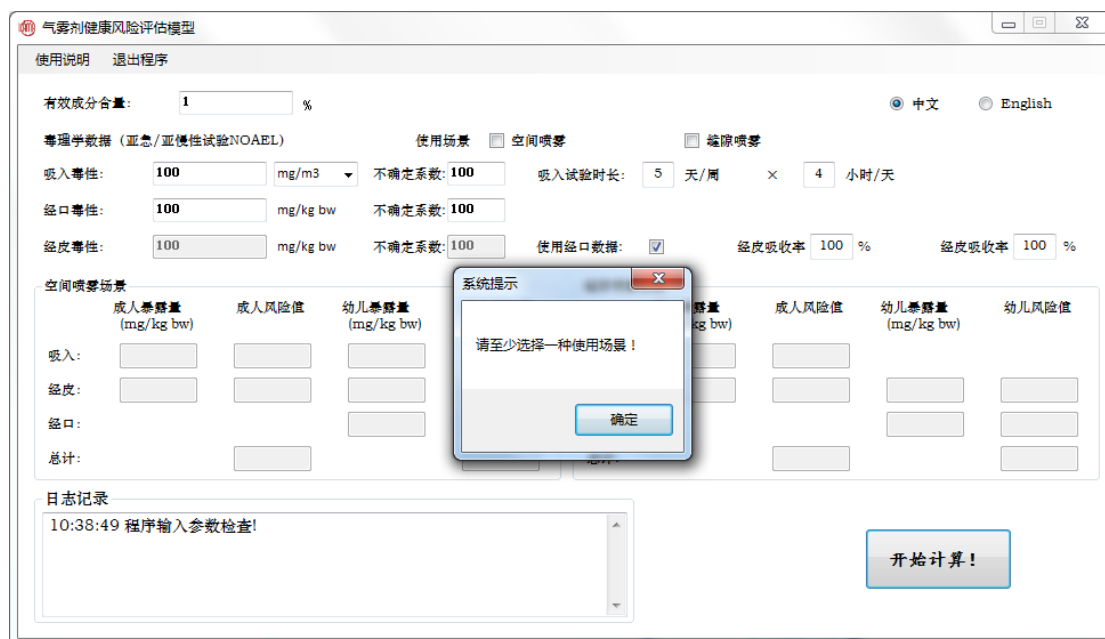 气雾剂健康风险评估模型
使用说明 退出程序
有效成分含量: 1 % 中文 English
毒理学数据 (亚急/亚慢性试验NOAEL) 使用场景 空间喷雾 缝隙喷雾
吸入毒性: 100 mg/m3 不确定系数: 100 吸入试验时长: 5 天/周 × 4 小时/天
经口毒性: 100 mg/kg bw 不确定系数: 100
经皮毒性: 100 mg/kg bw 不确定系数: 100 使用经口数据: 经皮吸收率 100 % 经皮吸收率 100 %
系统提示
请至少选择一种使用场景！
确定
空间喷雾场景
成人暴露量 成人风险值 幼儿暴露量 露量 成人风险值 幼儿暴露量 幼儿风险值
(mg/kg bw) (mg/kg bw) kg bw) (mg/kg bw)
吸入:
经皮:
经口:
总计:
日志记录
10:38:49 程序输入参数检查!
开始计算!